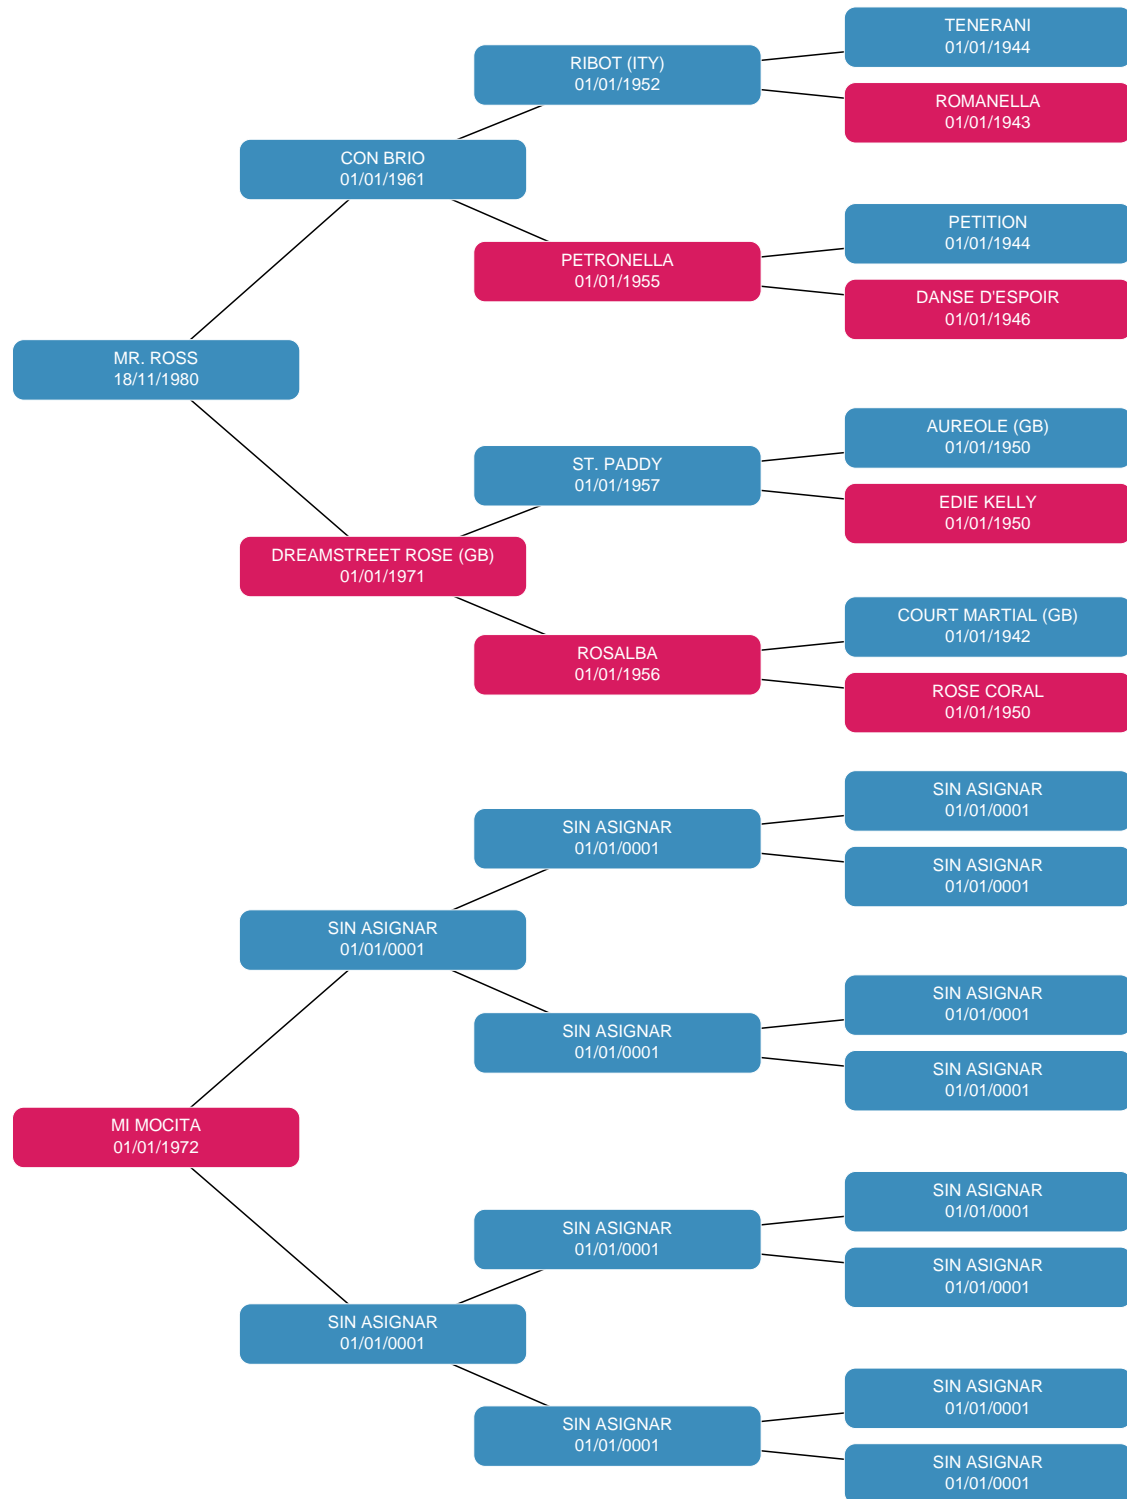 TENERANI
01/01/1944
RIBOT (ITY)
01/01/1952
ROMANELLA
01/01/1943
CON BRIO
01/01/1961
PETITION
01/01/1944
PETRONELLA
01/01/1955
DANSE D'ESPOIR
01/01/1946
MR. ROSS
18/11/1980
AUREOLE (GB)
01/01/1950
ST. PADDY
01/01/1957
EDIE KELLY
01/01/1950
DREAMSTREET ROSE (GB)
01/01/1971
COURT MARTIAL (GB)
01/01/1942
ROSALBA
01/01/1956
ROSE CORAL
01/01/1950
SIN ASIGNAR
01/01/0001
SIN ASIGNAR
01/01/0001
SIN ASIGNAR
01/01/0001
SIN ASIGNAR
01/01/0001
SIN ASIGNAR
01/01/0001
SIN ASIGNAR
01/01/0001
SIN ASIGNAR
01/01/0001
MI MOCITA
01/01/1972
SIN ASIGNAR
01/01/0001
SIN ASIGNAR
01/01/0001
SIN ASIGNAR
01/01/0001
SIN ASIGNAR
01/01/0001
SIN ASIGNAR
01/01/0001
SIN ASIGNAR
01/01/0001
SIN ASIGNAR
01/01/0001